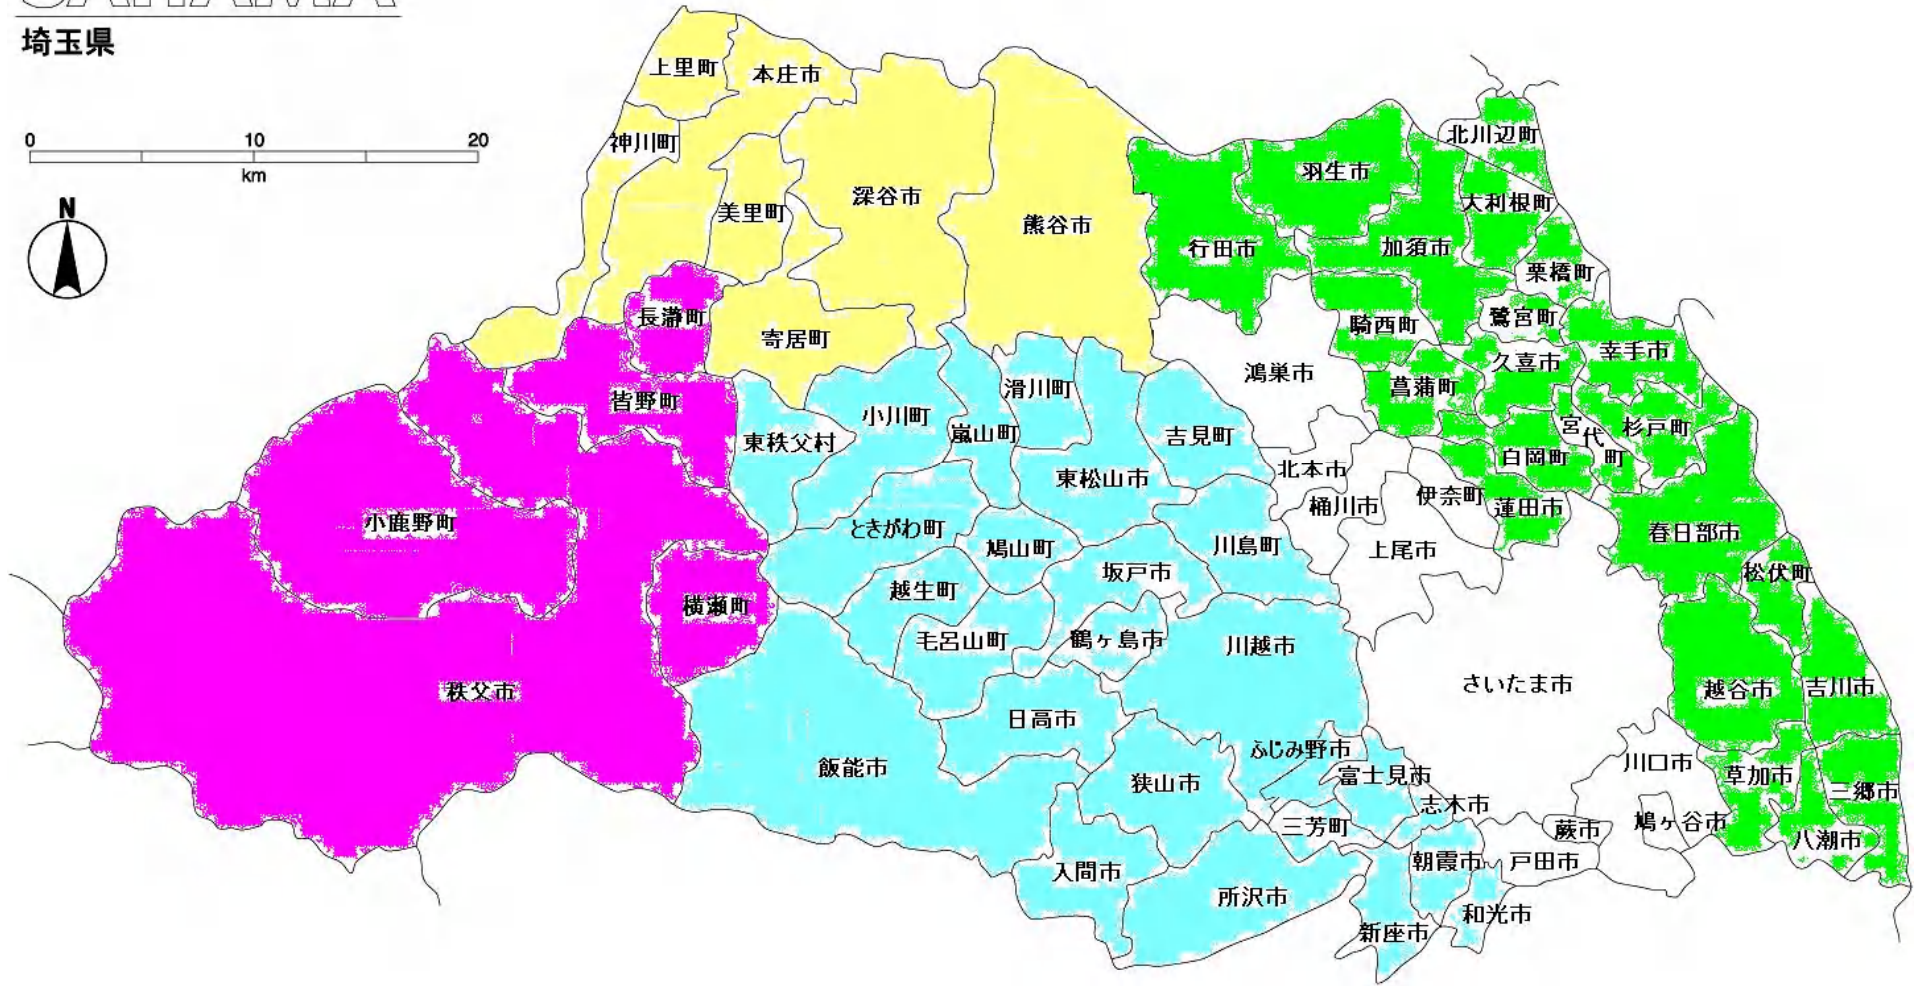 SAITAMA
埼玉県
0 10 20
km
N
上里町
本庄市
神川町
美里町
深谷市
熊谷市
寄居町
長瀞町
皆野町
小鹿野町
秩父市
横瀬町
東秩父村
小川町
嵐山町
滑川町
東松山市
吉見町
ときがわ町
鳩山町
川島町
越生町
坂戸市
毛呂山町
鶴ヶ島市
川越市
日高市
飯能市
狭山市
ふじみ野市
富士見市
三芳町
志木市
入間市
所沢市
朝霞市
新座市
和光市
北川辺町
羽生市
大利根町
行田市
加須市
栗橋町
騎西町
鷲宮町
幸手市
久喜市
鴻巣市
菖蒲町
宮代町
杉戸町
白岡町
北本市
桶川市
伊奈町
蓮田市
上尾市
春日部市
松伏町
さいたま市
越谷市
吉川市
川口市
草加市
三郷市
鳩ヶ谷市
蕨市
戸田市
八潮市